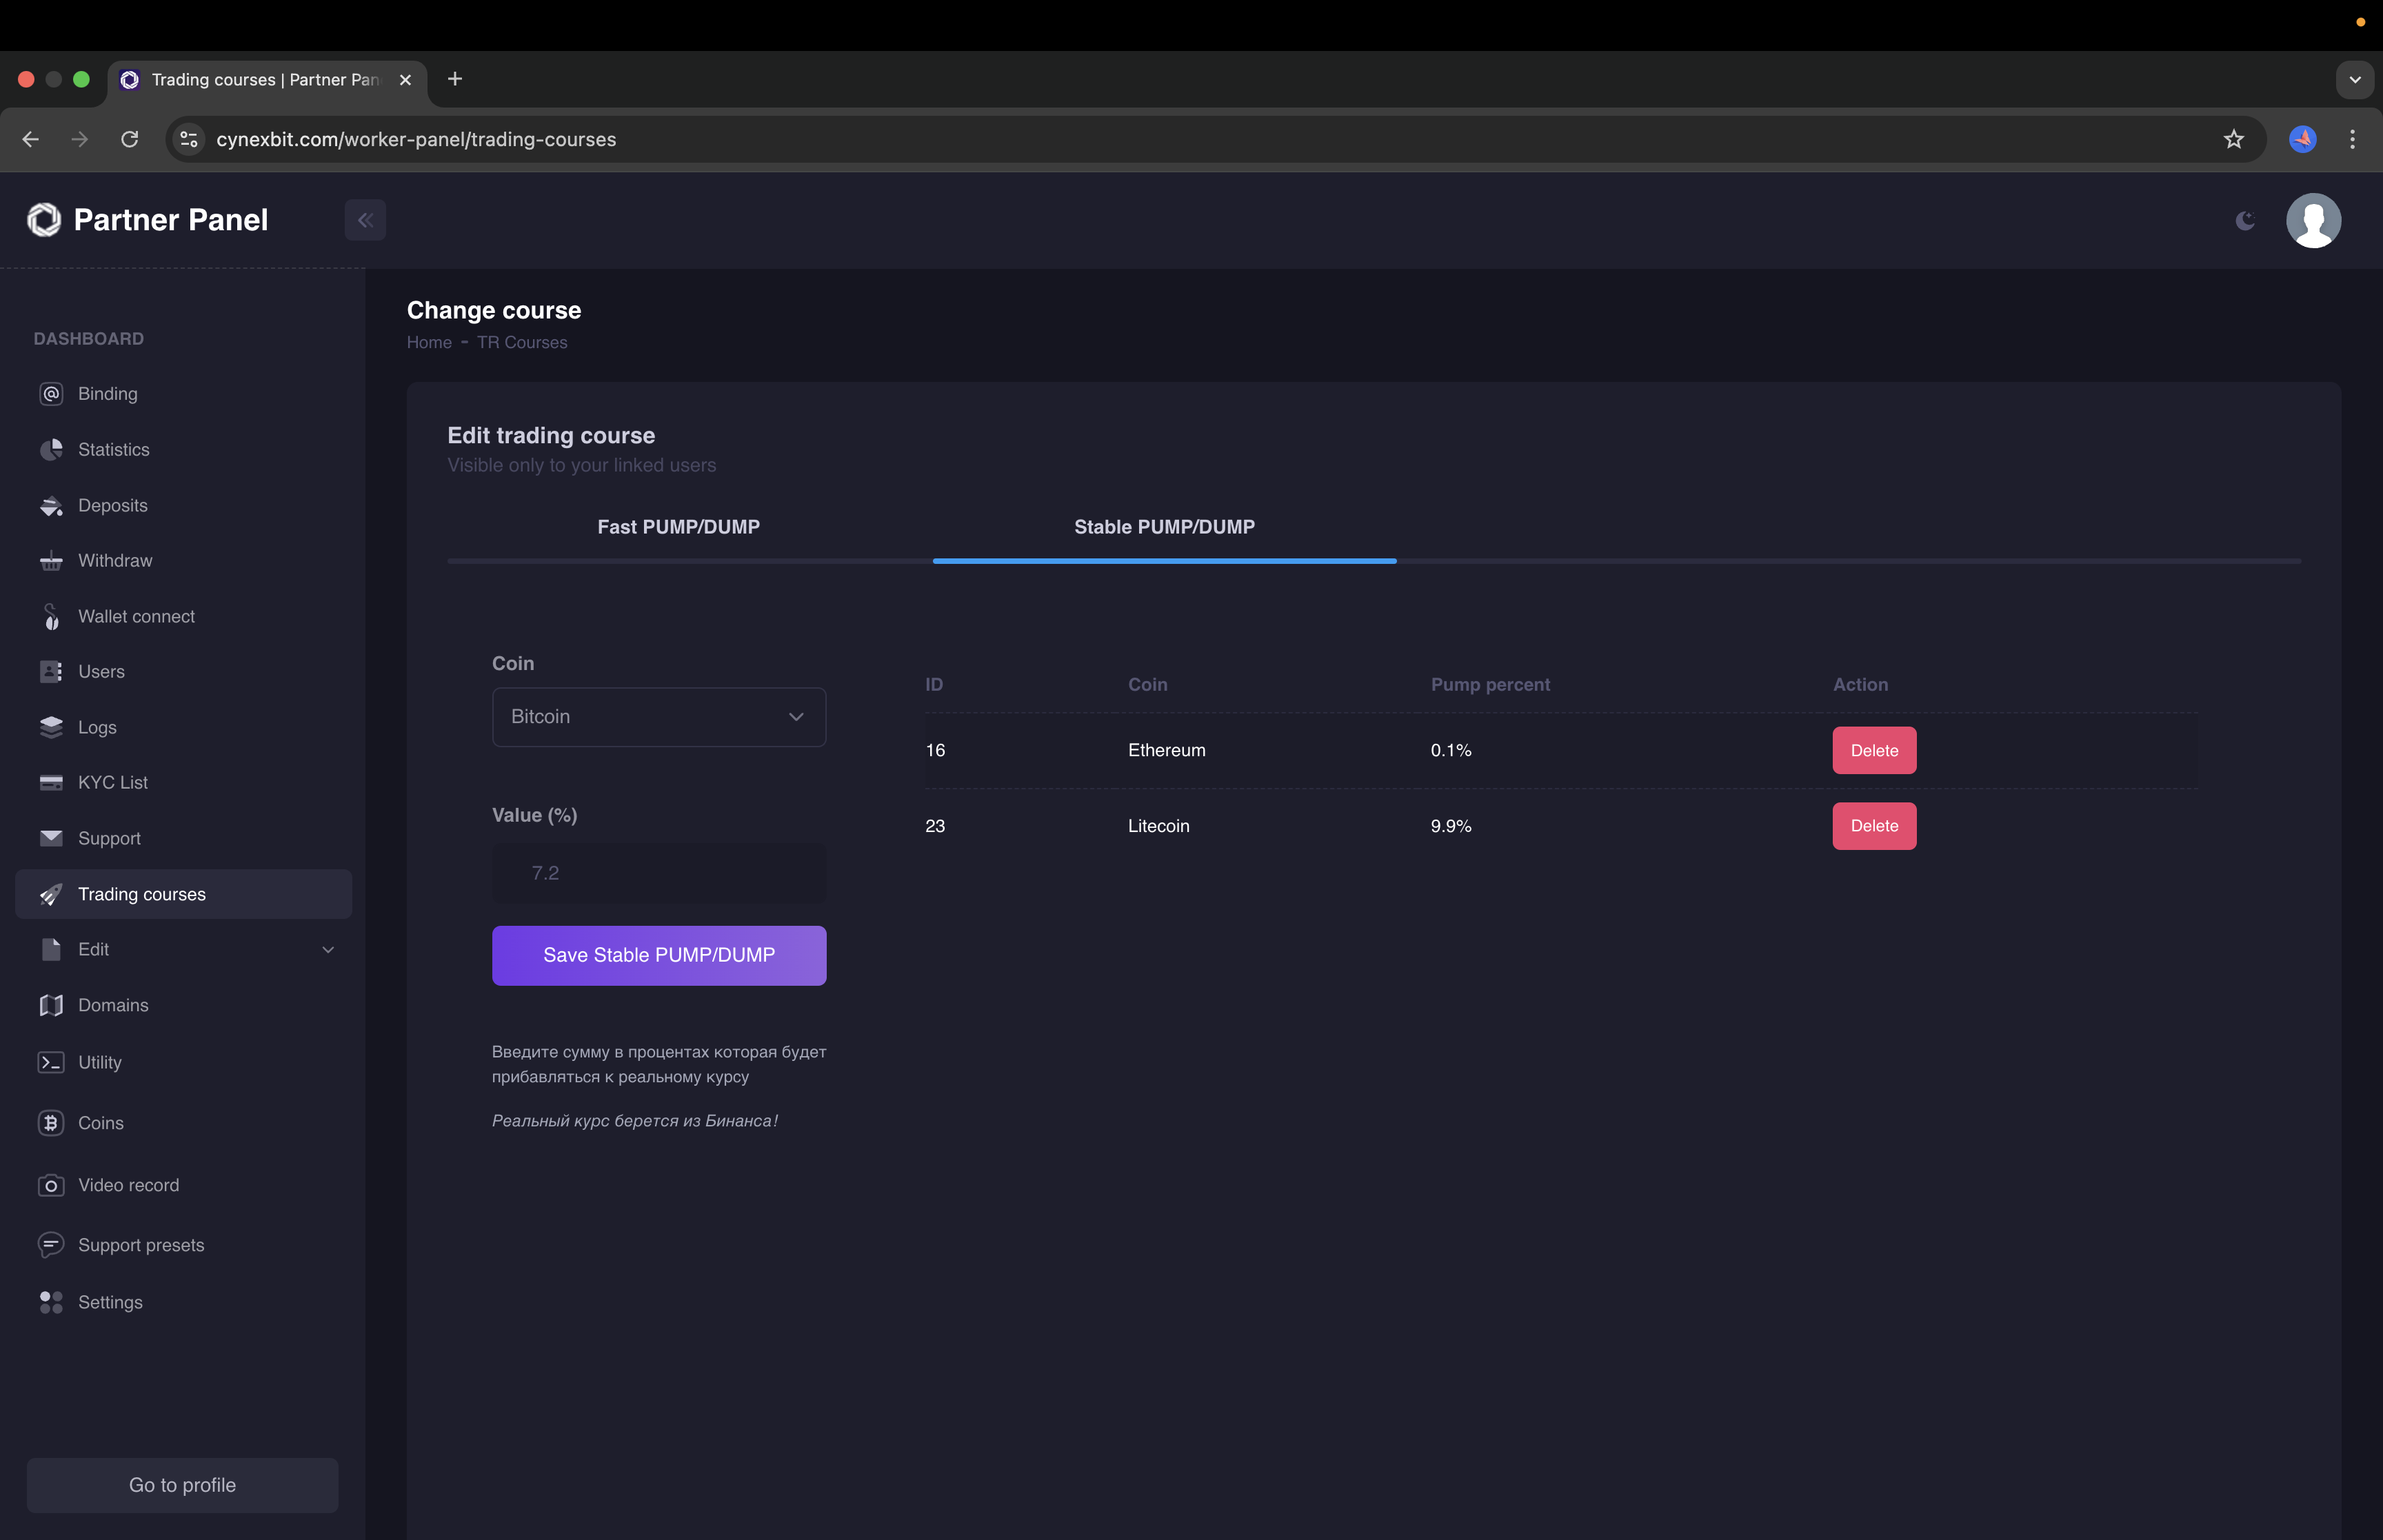 Trading courses | Partner Pan
cynexbit.com/worker-panel/trading-courses
Partner Panel
DASHBOARD
Binding
Statistics
Deposits
Withdraw
Wallet connect
Users
Logs
KYC List
Support
Trading courses
Edit
Domains
Utility
Coins
Video record
Support presets
Settings
Go to profile
Change course
Home - TR Courses
Edit trading course
Visible only to your linked users
Fast PUMP/DUMP Stable PUMP/DUMP
Coin
Bitcoin
Value (%)
7.2
Save Stable PUMP/DUMP
Введите сумму в процентах которая будет
прибавляться к реальному курсу
Реальный курс берется из Бинанса!
ID Coin Pump percent Action
16 Ethereum 0.1% Delete
23 Litecoin 9.9% Delete